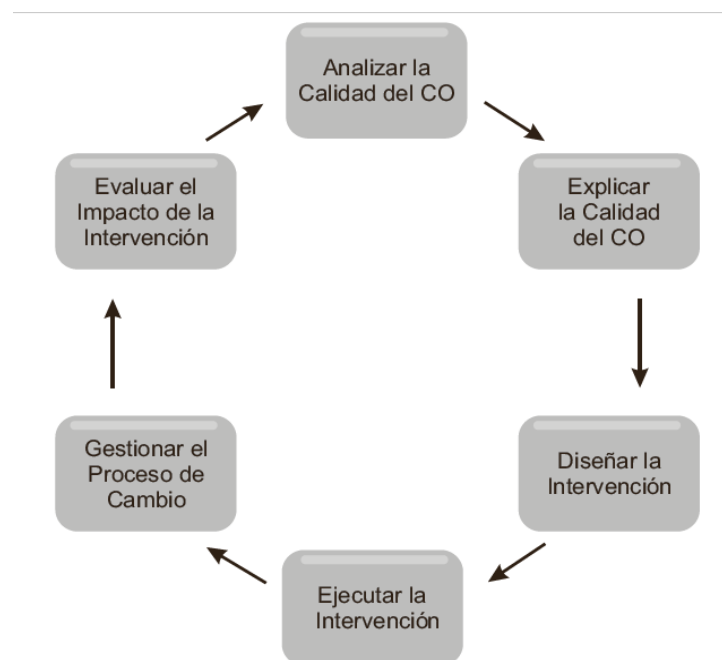 Analizar la
Calidad del CO
Explicar
la Calidad
del CO
Diseñar la
Intervención
Ejecutar la
Intervención
Gestionar el
Proceso de
Cambio
Evaluar el
Impacto de la
Intervención